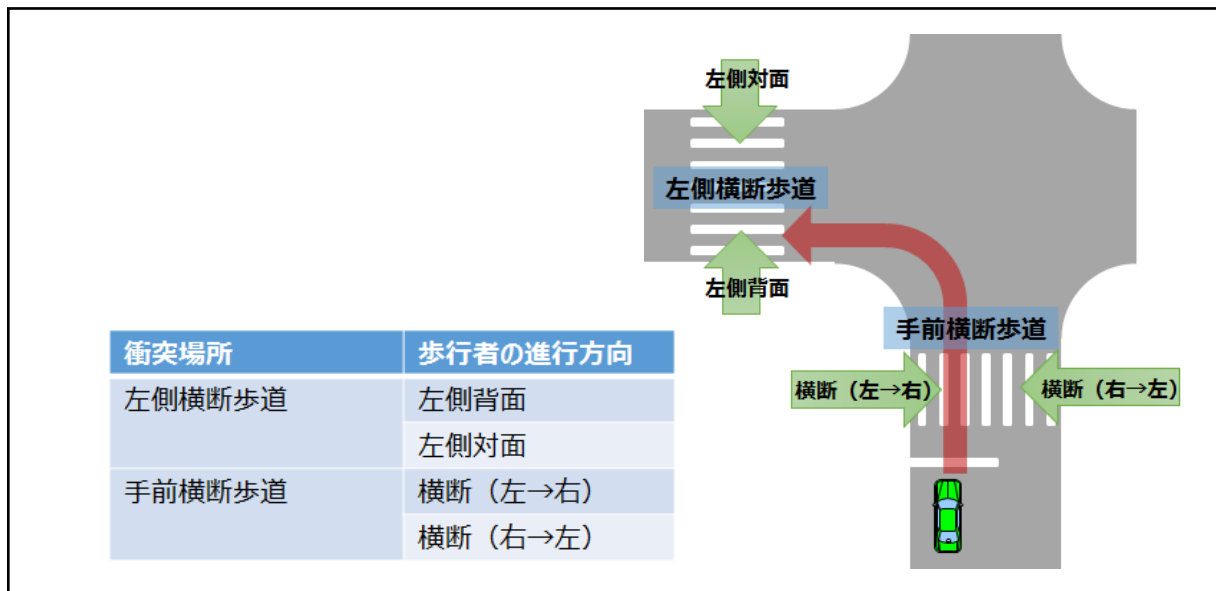 左側対面
左側横断歩道
左側背面
手前横断歩道
横断（左→右）
横断（右→左）
衝突場所 歩行者の進行方向
左側横断歩道 左側背面
左側対面
手前横断歩道 横断（左→右）
横断（右→左）